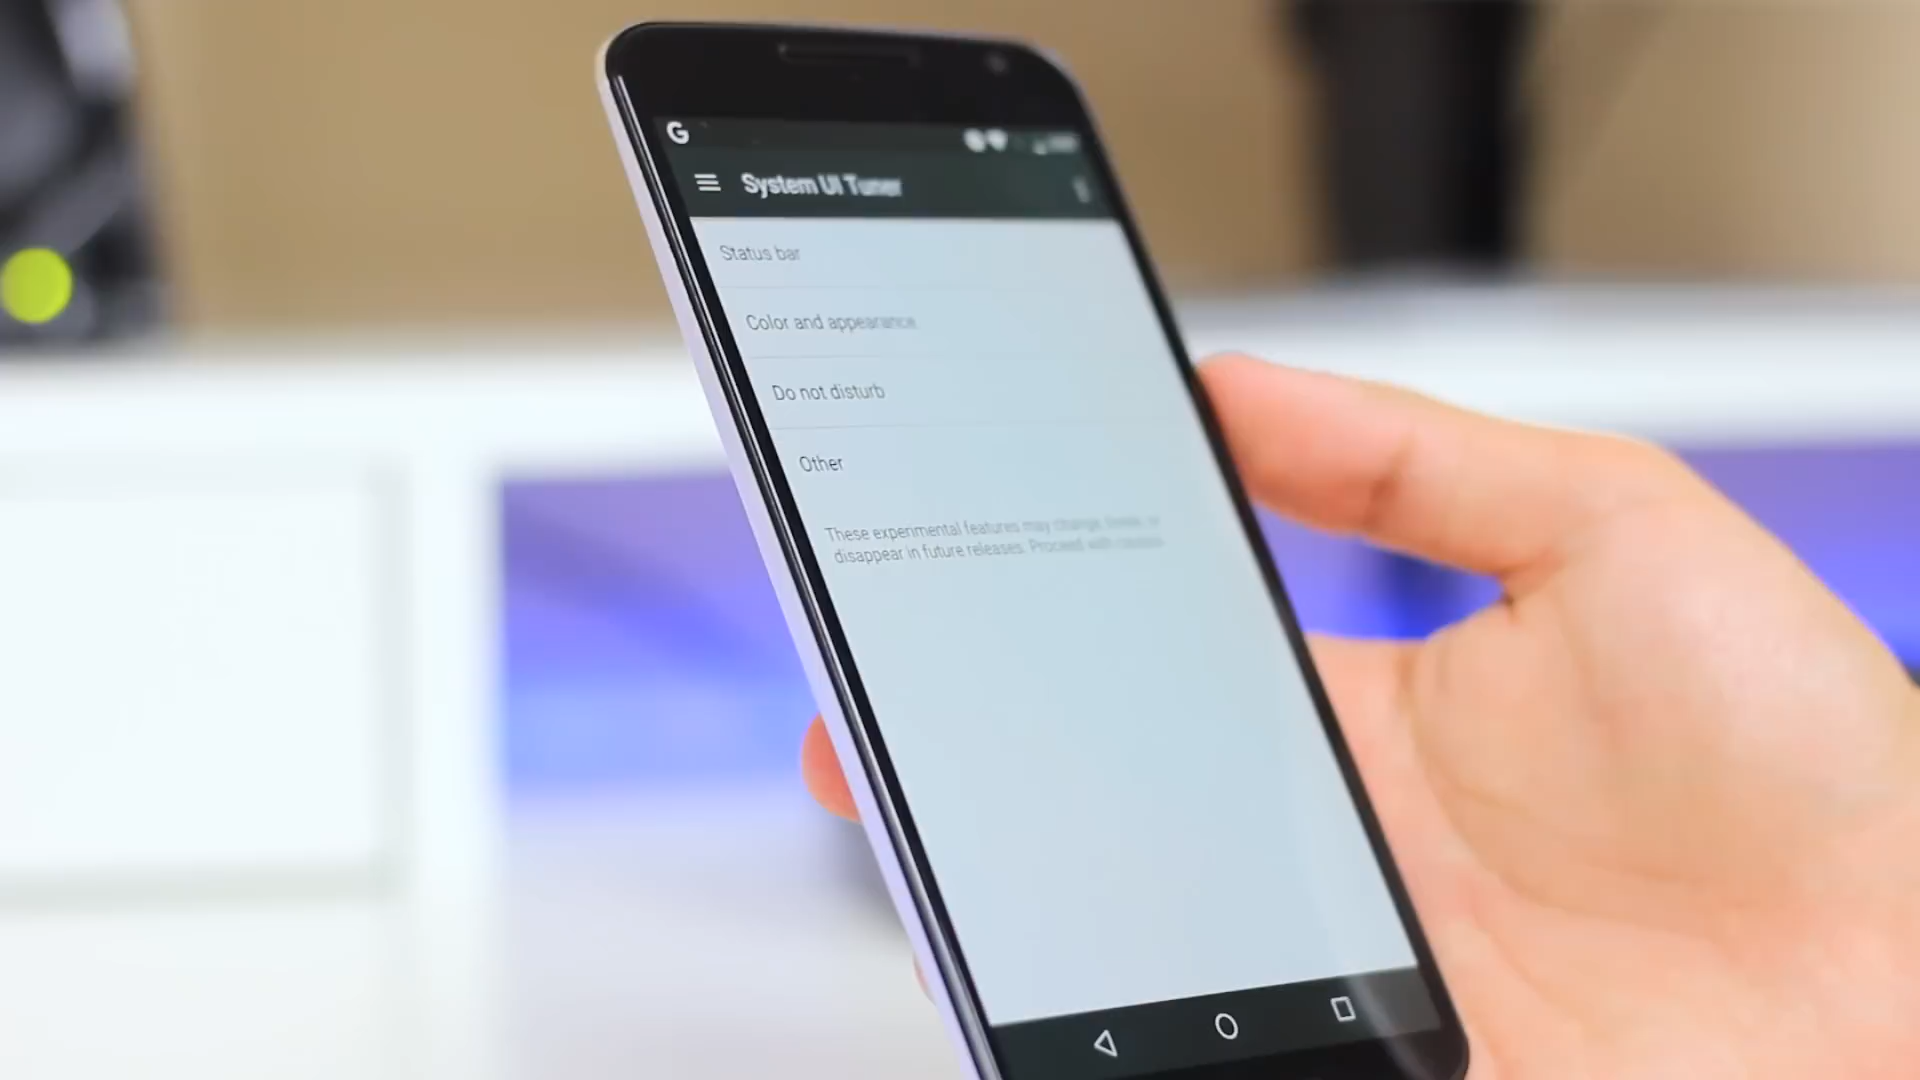 G
System UI Tuner
Status bar
Color and appearance
Do not disturb
Other
These experimental features may change, break, or
disappear in future releases. Proceed with caution.